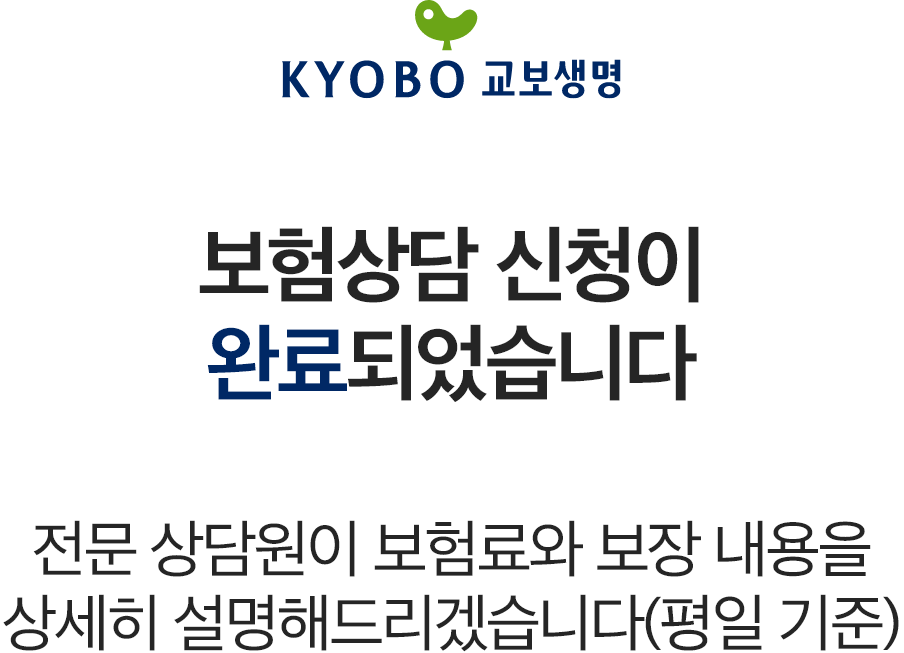 KYOBO 교보생명
보험상담 신청이
완료되었습니다
전문 상담원이 보험료와 보장 내용을
상세히 설명해드리겠습니다(평일 기준)